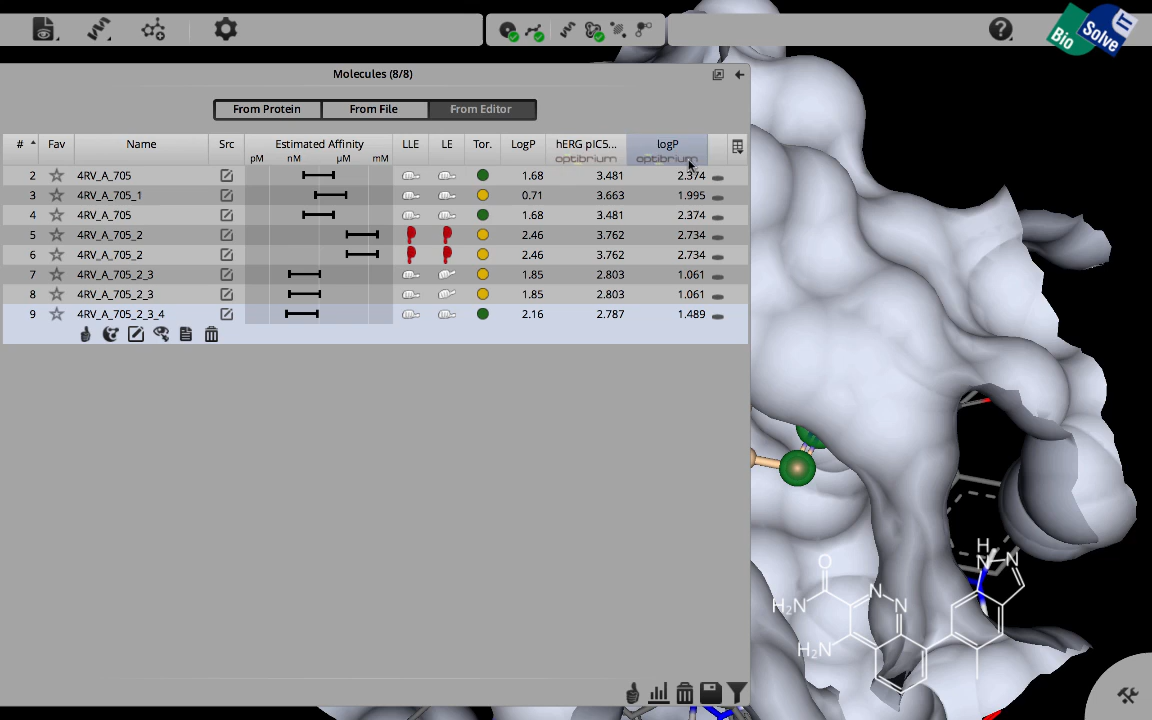 Bio Solve IT
Molecules (8/8)
From Protein From File From Editor
# Fav Name Src Estimated Affinity LLE LE Tor. LogP hERG pIC5... logP
pM nM µM mM optibrium optibrium
2 4RV_A_705 1.68 3.481 2.374
3 4RV_A_705_1 0.71 3.663 1.995
4 4RV_A_705 1.68 3.481 2.374
5 4RV_A_705_2 2.46 3.762 2.734
6 4RV_A_705_2 2.46 3.762 2.734
7 4RV_A_705_2_3 1.85 2.803 1.061
8 4RV_A_705_2_3 1.85 2.803 1.061
9 4RV_A_705_2_3_4 2.16 2.787 1.489
H
O N N
H₂N N
N
H₂N